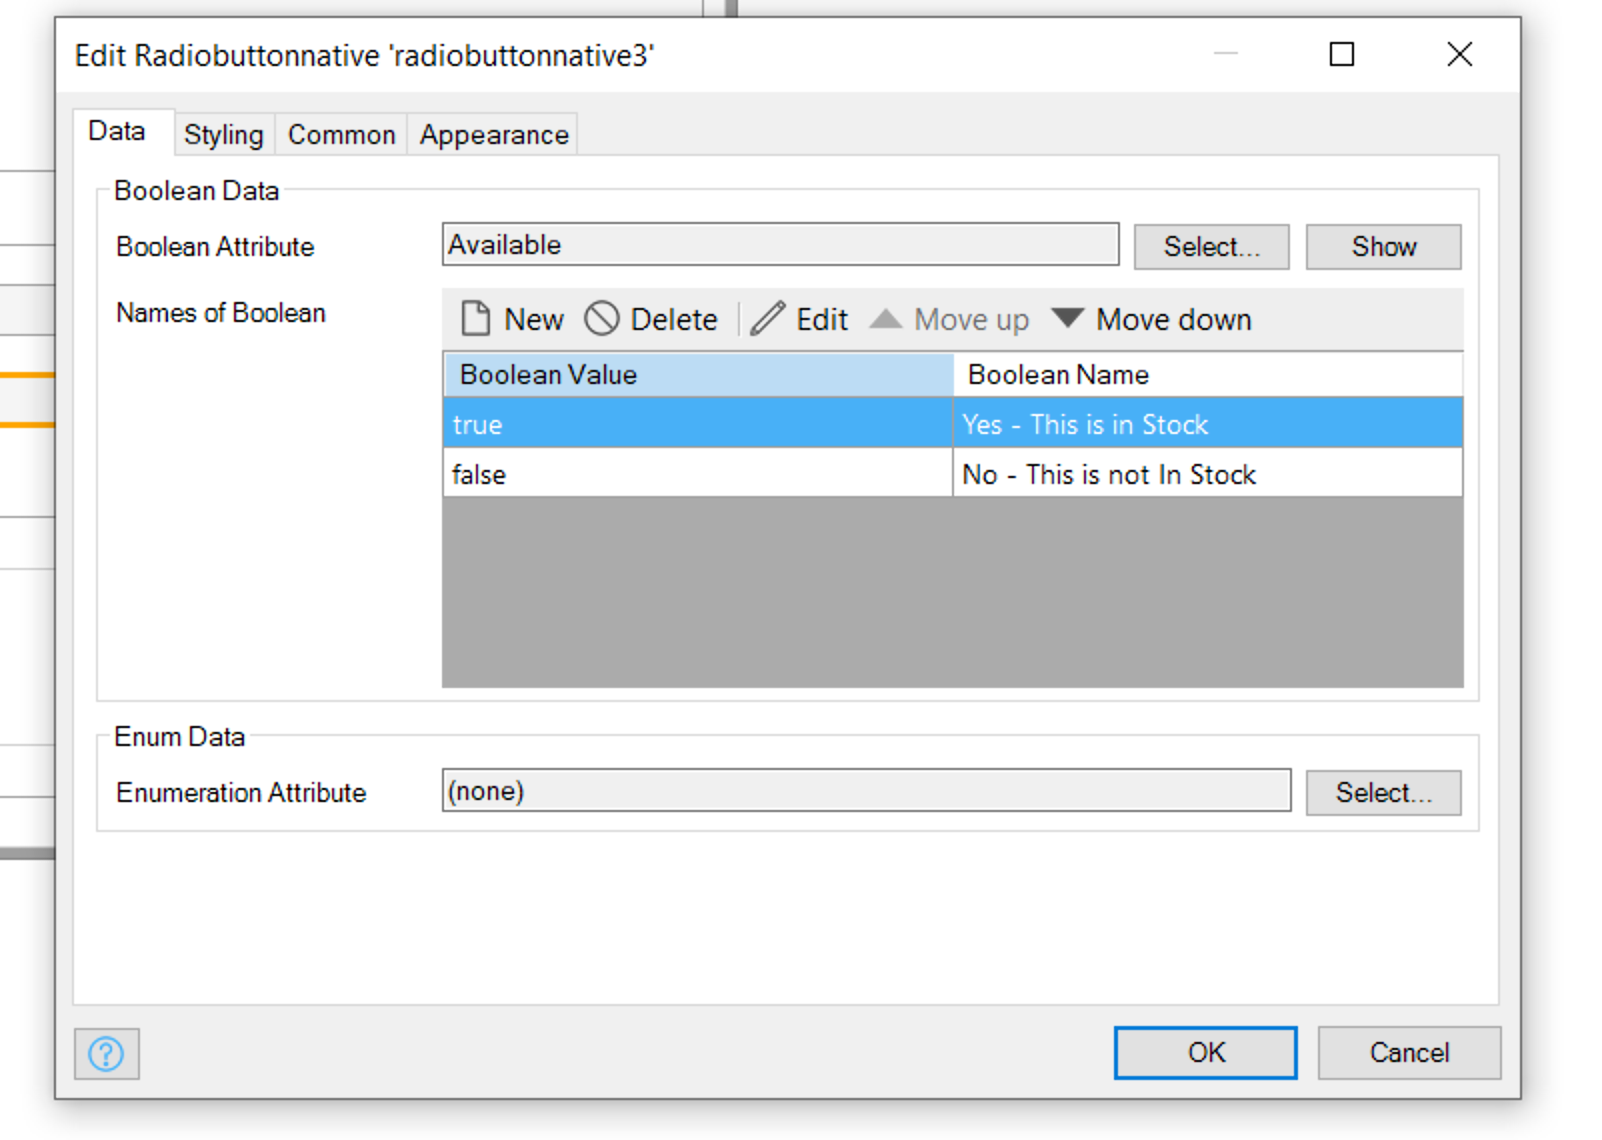 Edit Radiobuttonnative 'radiobuttonnative3'
Data Styling Common Appearance
Boolean Data
Boolean Attribute Available Select... Show
Names of Boolean New Delete Edit Move up Move down
Boolean Value Boolean Name
true Yes - This is in Stock
false No - This is not In Stock
Enum Data
Enumeration Attribute (none) Select...
? OK Cancel